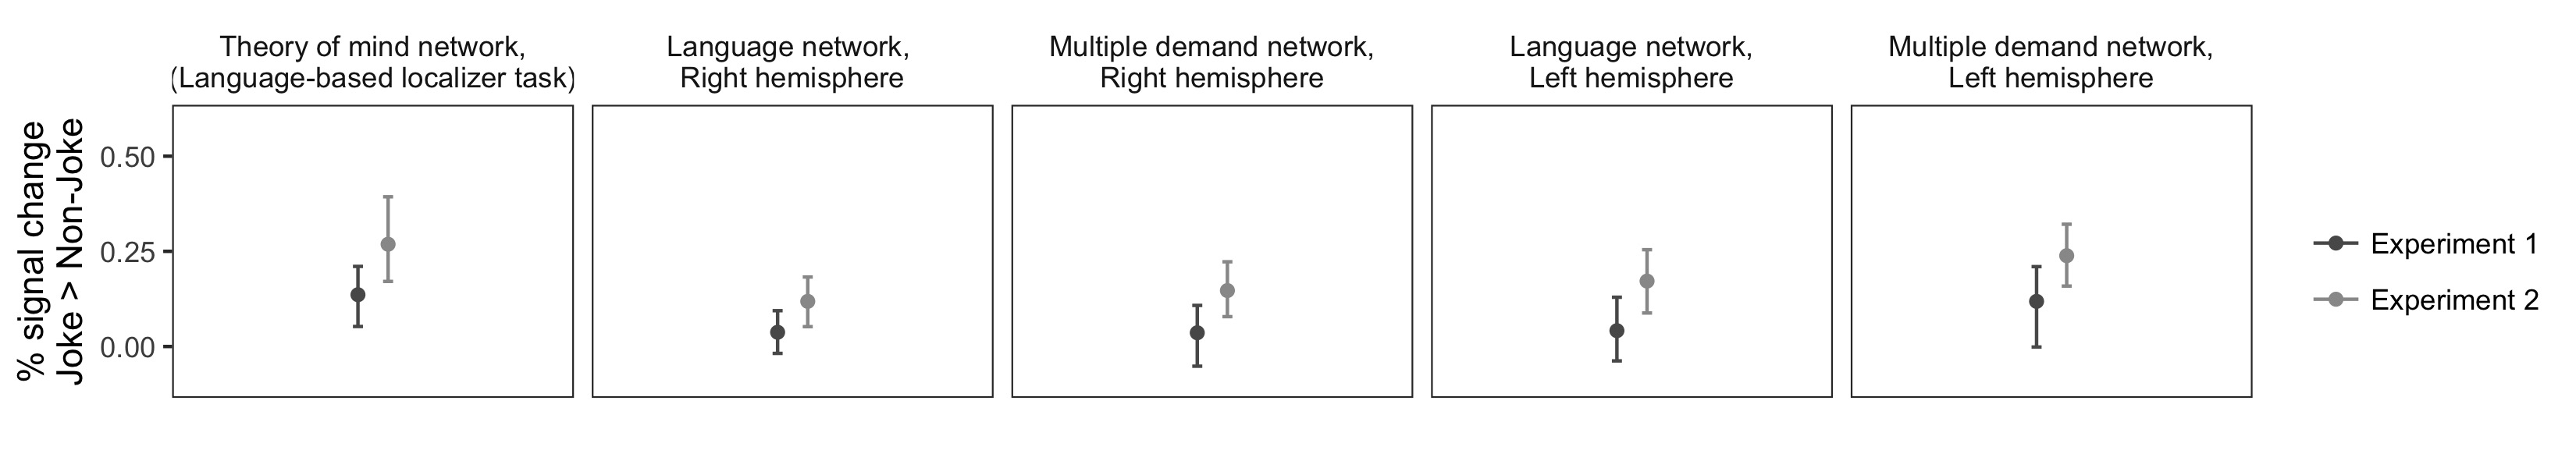 Theory of mind network,
(Language-based localizer task)
Language network,
Right hemisphere
Multiple demand network,
Right hemisphere
Language network,
Left hemisphere
Multiple demand network,
Left hemisphere
% signal change
Joke > Non-Joke
0.50
0.25
0.00
Experiment 1
Experiment 2